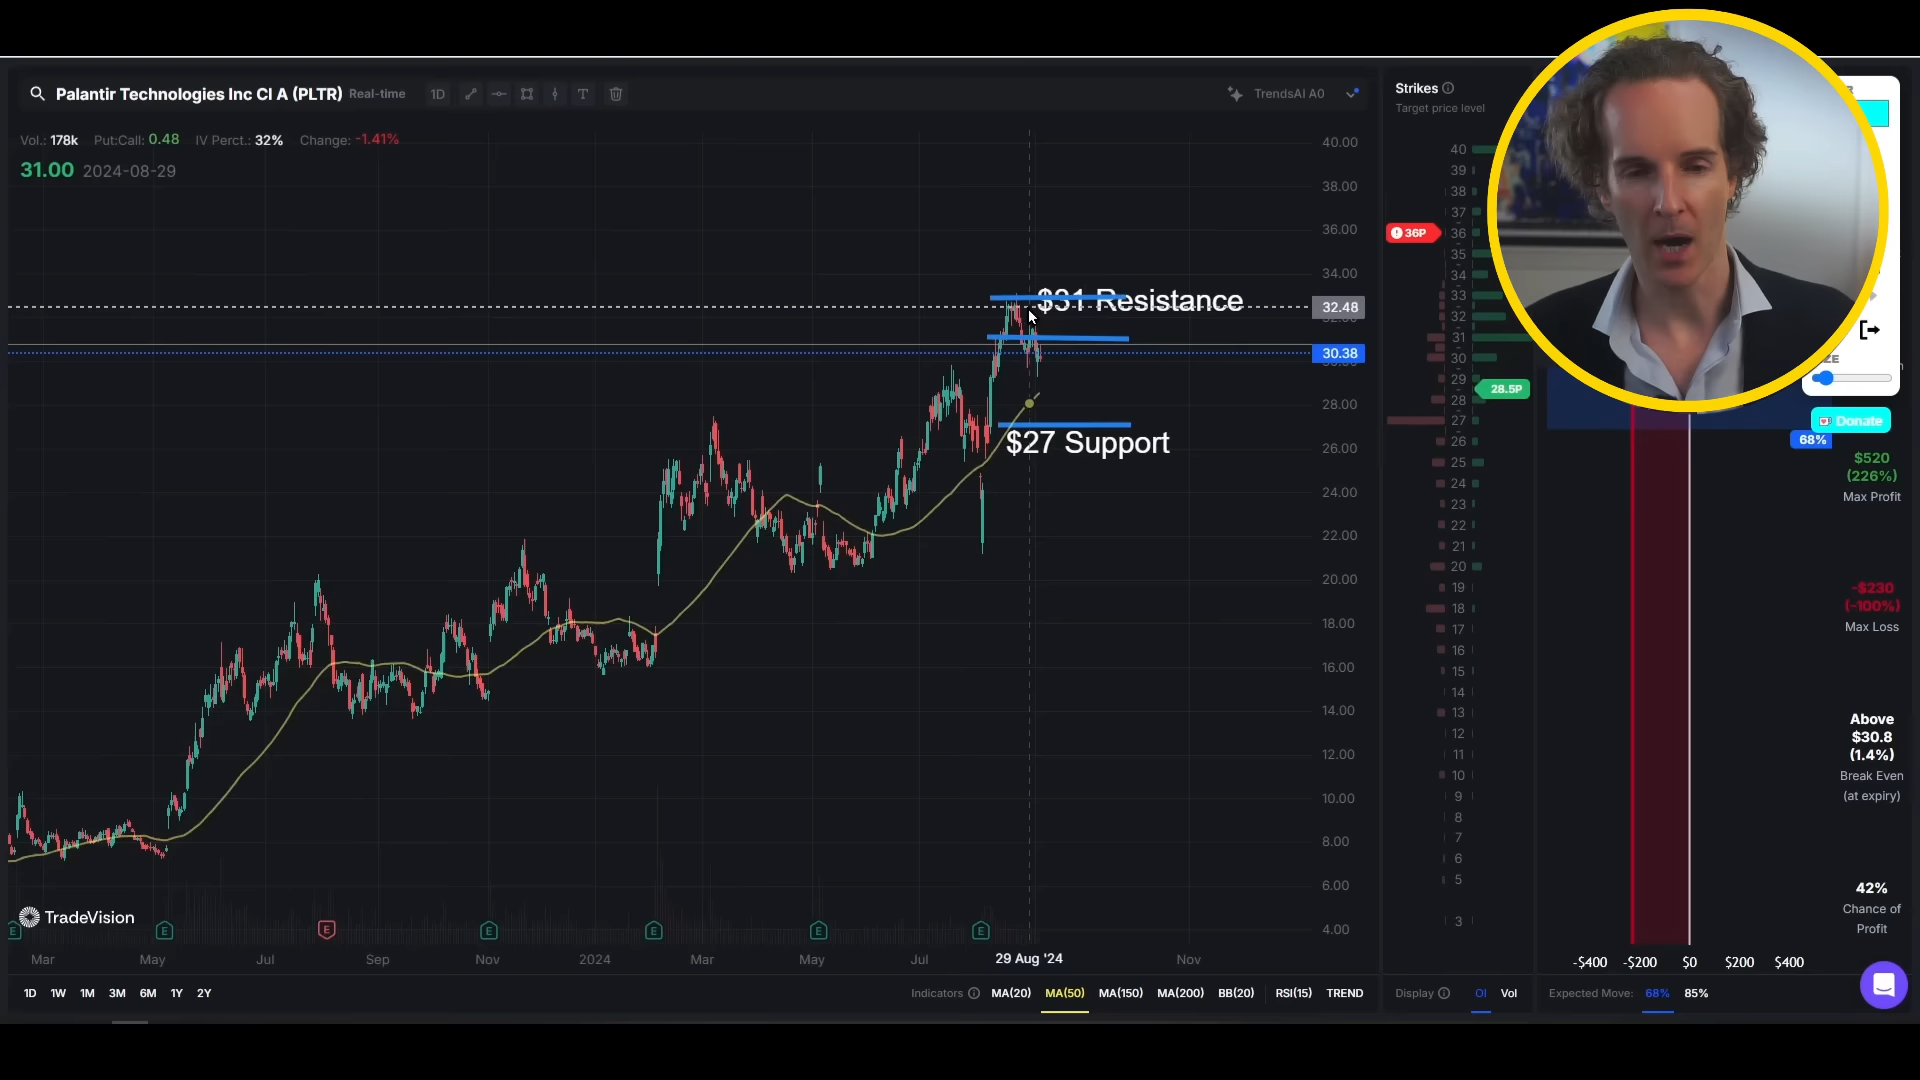 Palantir Technologies Inc Cl A (PLTR) Real-time 1D T TrendsAI A0
Vol.: 178k Put:Call: 0.48 IV Perct.: 32% Change: -1.41%
31.00 2024-08-29
$31 Resistance
$27 Support
40.00
38.00
36.00
34.00
32.48
30.38
28.00
26.00
24.00
22.00
20.00
18.00
16.00
14.00
12.00
10.00
8.00
6.00
4.00
TradeVision
E E E E E E E
Mar May Jul Sep Nov 2024 Mar May Jul 29 Aug '24 Nov
1D 1W 1M 3M 6M 1Y 2Y
Indicators MA(20) MA(50) MA(150) MA(200) BB(20) RSI(15) TREND
Strikes
Target price level
40
39
38
37
36P 36
35
34
33
32
31
30
29
28.5P
28
27
26
25
24
23
22
21
20
19
18
17
16
15
14
13
12
11
10
9
8
7
6
5
3
Display OI Vol
ZE
Donate
68%
$520
(226%)
Max Profit
-$230
(-100%)
Max Loss
Above
$30.8
(1.4%)
Break Even
(at expiry)
42%
Chance of
Profit
-$400 -$200 $0 $200 $400
Expected Move: 68% 85%